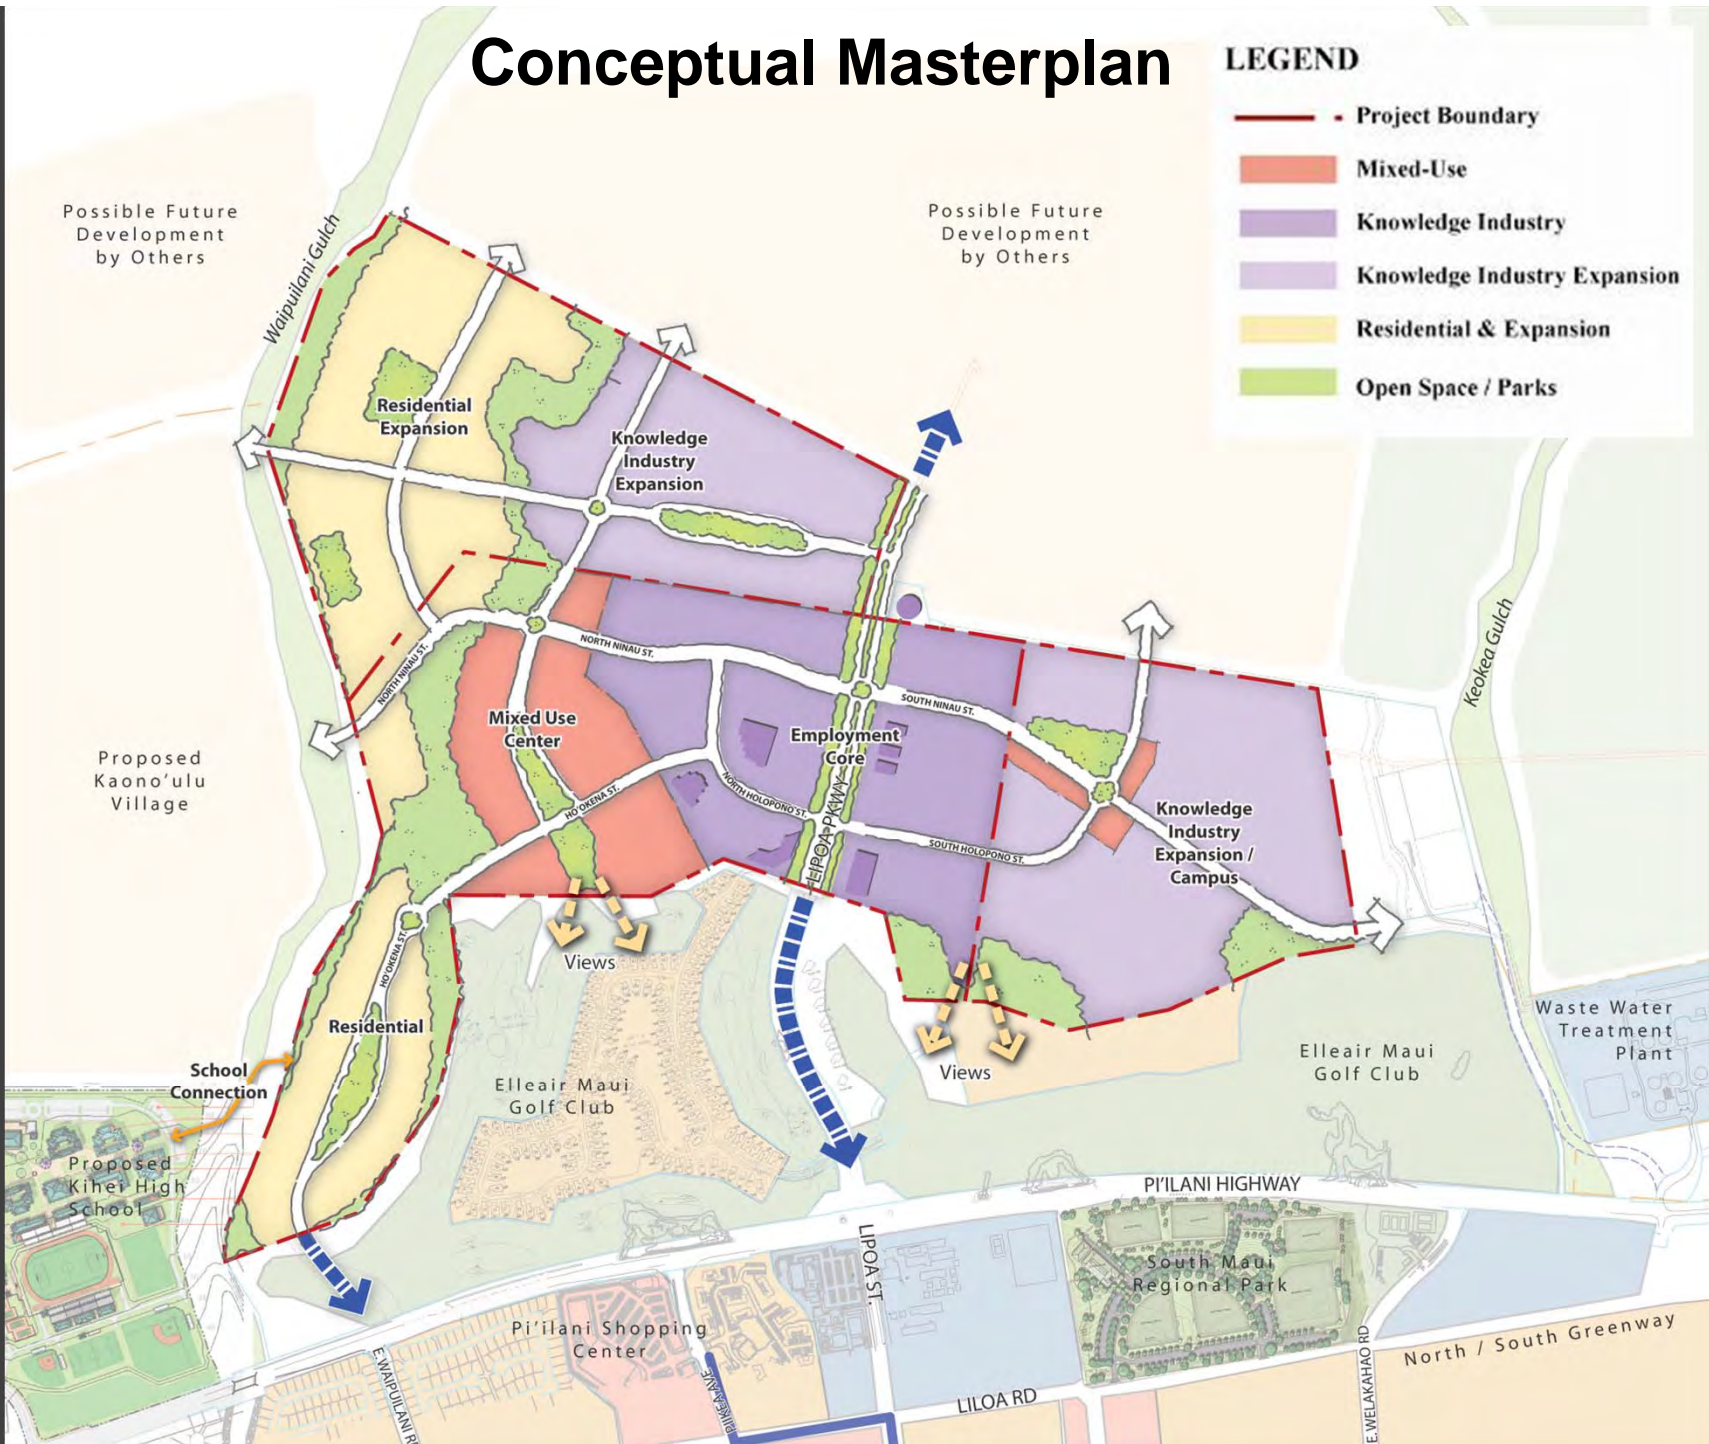 Conceptual Masterplan
LEGEND
Project Boundary
Mixed-Use
Knowledge Industry
Knowledge Industry Expansion
Residential & Expansion
Open Space / Parks
Possible Future
Development
by Others
Waipuilani Gulch
Possible Future
Development
by Others
Residential
Expansion
Knowledge
Industry
Expansion
Keokea Gulch
NORTH NINAU ST.
NORTH NINAU ST.
SOUTH NINAU ST.
Mixed Use
Center
Employment
Core
Proposed
Kaono'ulu
Village
HO'OKENA ST.
NORTH HOLOPONO ST.
LIPOA PKWAY
SOUTH HOLOPONO ST.
Knowledge
Industry
Expansion /
Campus
HO'OKENA ST.
Views
Residential
Views
School
Connection
Elleair Maui
Golf Club
Elleair Maui
Golf Club
Waste Water
Treatment
Plant
Proposed
Kihei High
School
PI'ILANI HIGHWAY
LIPOA ST.
South Maui
Regional Park
Pi'ilani Shopping
Center
North / South Greenway
E. WAIPUILANI R
PIIKEA AVE
LILOA RD
E. WELAKAHAO RD